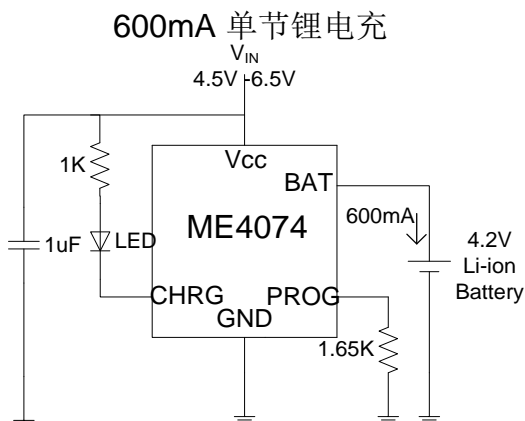 600mA 单节锂电充
VIN
4.5V -6.5V
1K
Vcc
BAT
ME4074
600mA
1uF
LED
4.2V
Li-ion
Battery
CHRG
PROG
GND
1.65K